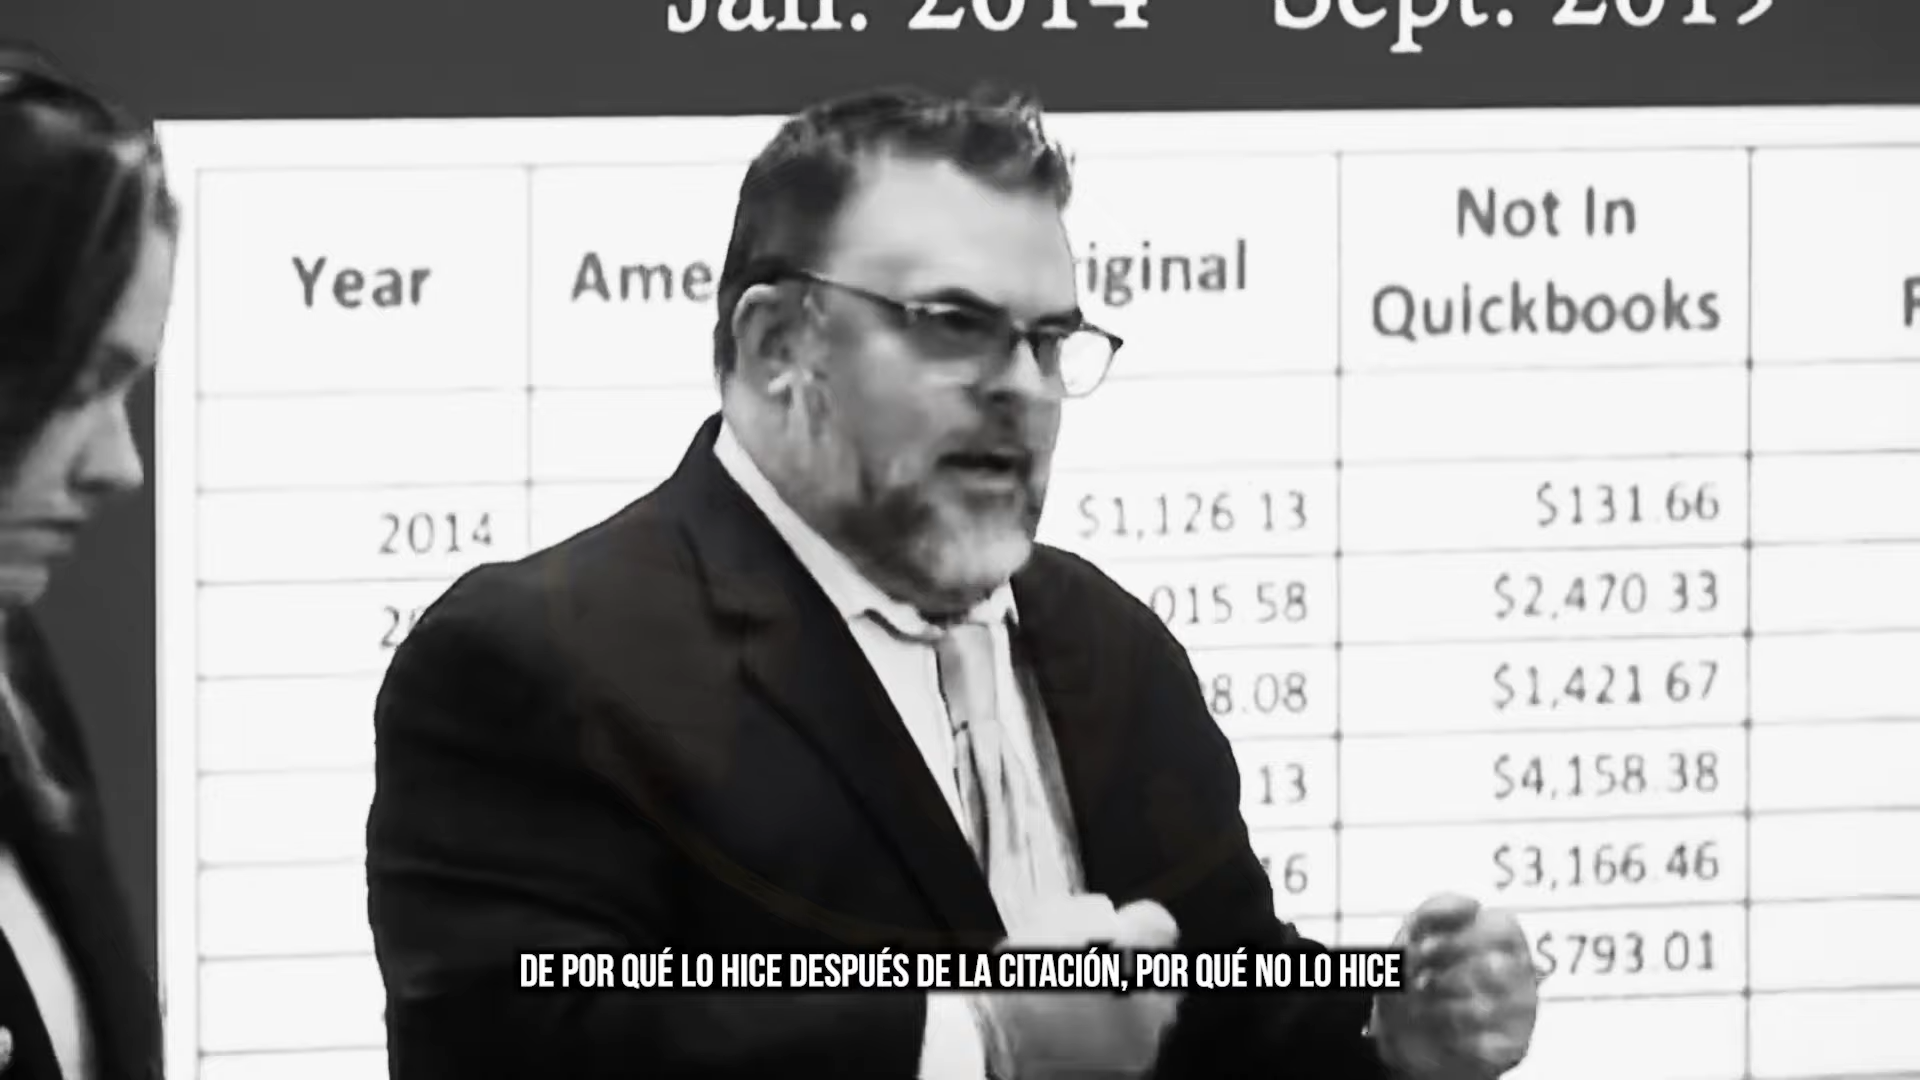 Jan. 2014 Sept. 2019
Year Ame iginal Not In
Quickbooks
2014 $1,126 13 $131.66
015 58 $2,470 33
8.08 $1,421 67
13 $4,158.38
6 $3,166.46
$793.01
DE POR QUÉ LO HICE DESPUÉS DE LA CITACIÓN, POR QUÉ NO LO HICE